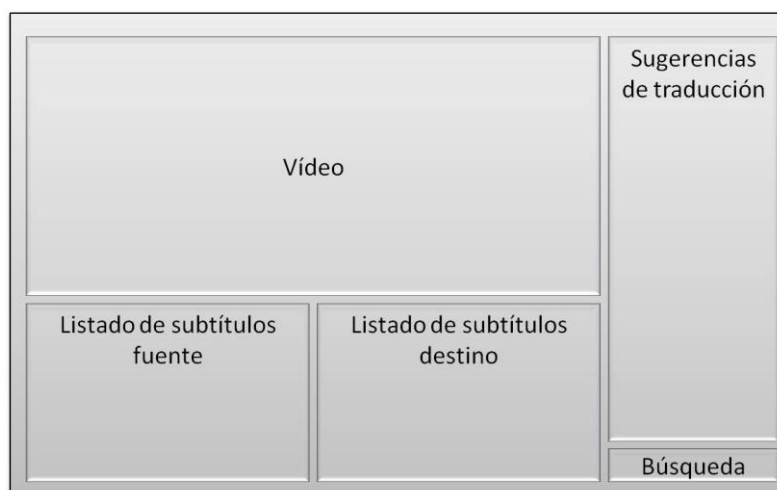 Vídeo
Sugerencias
de traducción
Listado de subtítulos
fuente
Listado de subtítulos
destino
Búsqueda